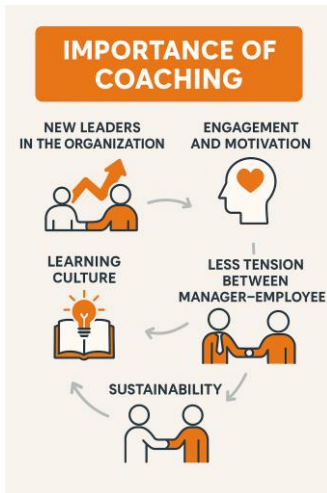 IMPORTANCE OF
COACHING
NEW LEADERS
IN THE ORGANIZATION
ENGAGEMENT
AND MOTIVATION
LEARNING
CULTURE
LESS TENSION
BETWEEN
MANAGER–EMPLOYEE
SUSTAINABILITY